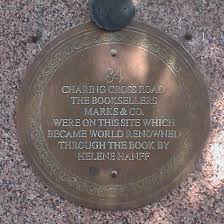 84
CHARING CROSS ROAD
THE BOOKSELLERS
MARKS & CO.
WERE ON THIS SITE WHICH
BECAME WORLD RENOWNED
THROUGH THE BOOK BY
HELENE HANFF